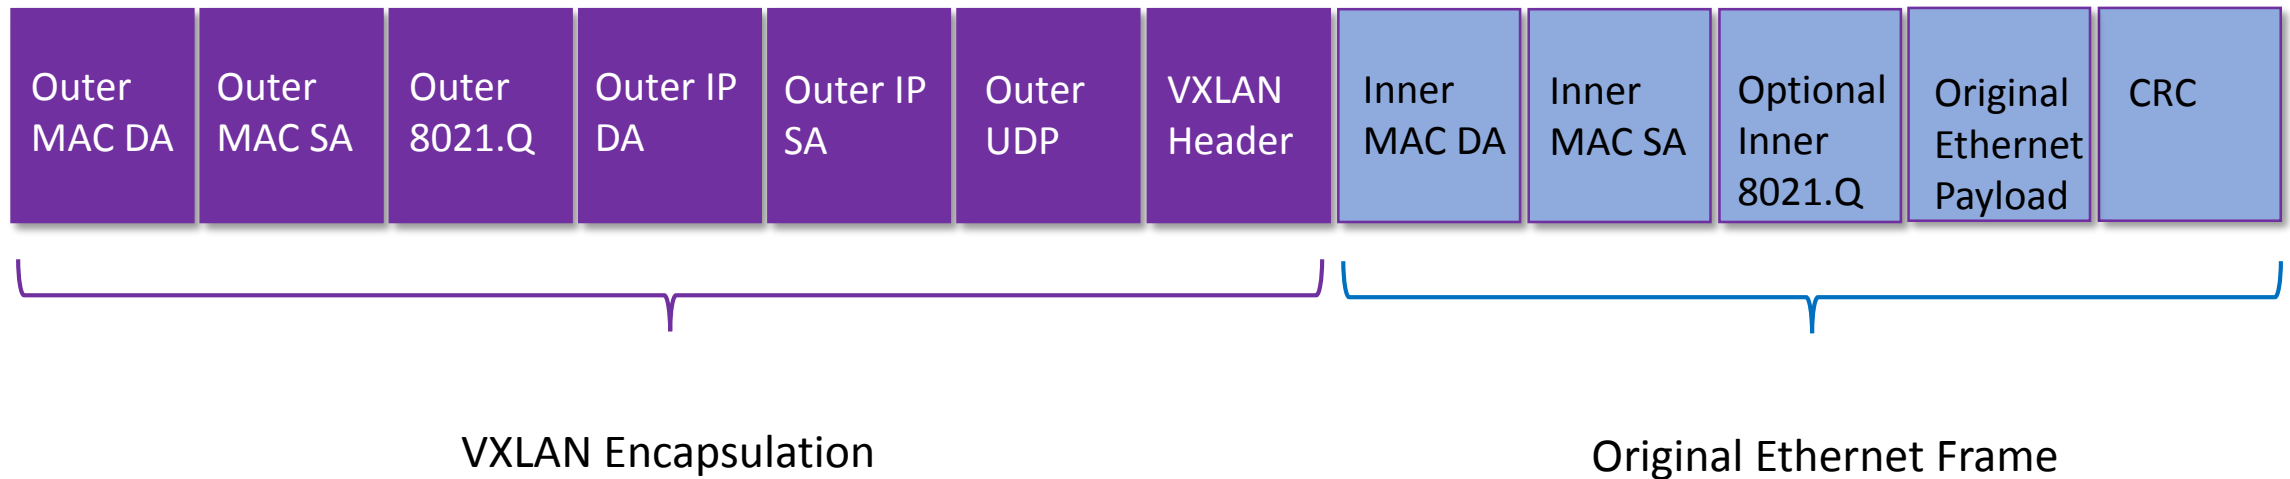 Outer
MAC DA
Outer
MAC SA
Outer
8021.Q
Outer IP
DA
Outer IP
SA
Outer
UDP
VXLAN
Header
Inner
MAC DA
Inner
MAC SA
Optional
Inner
8021.Q
Original
Ethernet
Payload
CRC
VXLAN Encapsulation
Original Ethernet Frame